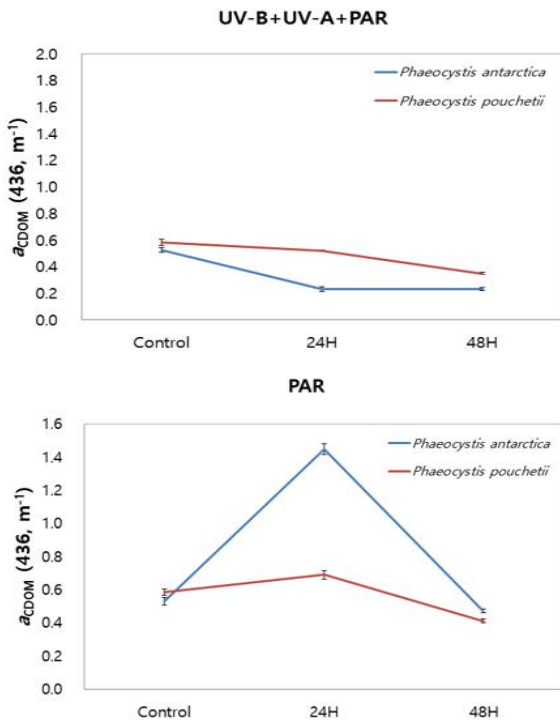 UV-B+UV-A+PAR
aCDOM (436, m-1)
2.0
1.8
1.6
1.4
1.2
1.0
0.8
0.6
0.4
0.2
0.0
Phaeocystis antarctica
Phaeocystis pouchetii
Control 24H 48H
PAR
aCDOM (436, m-1)
1.6
1.4
1.2
1.0
0.8
0.6
0.4
0.2
0.0
Phaeocystis antarctica
Phaeocystis pouchetii
Control 24H 48H